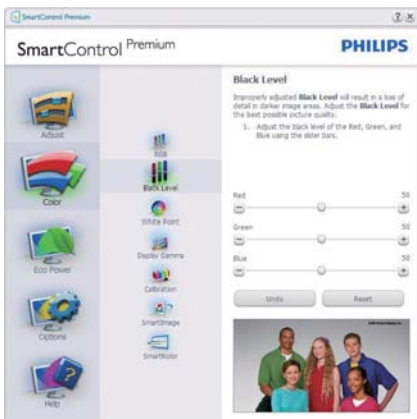 SmartControl Premium
SmartControl Premium
PHILIPS
Adjust
Color
Eco Power
Options
Help
RGB
Black Level
White Point
Display Gamma
Calibration
SmartImage
SmartKolor
Black Level
Improperly adjusted Black Level will result in a loss of
detail in darker image areas. Adjust the Black Level for
the best possible picture quality.
1. Adjust the black level of the Red, Green, and
Blue using the slider bars.
Red 50
Green 50
Blue 50
Undo Reset